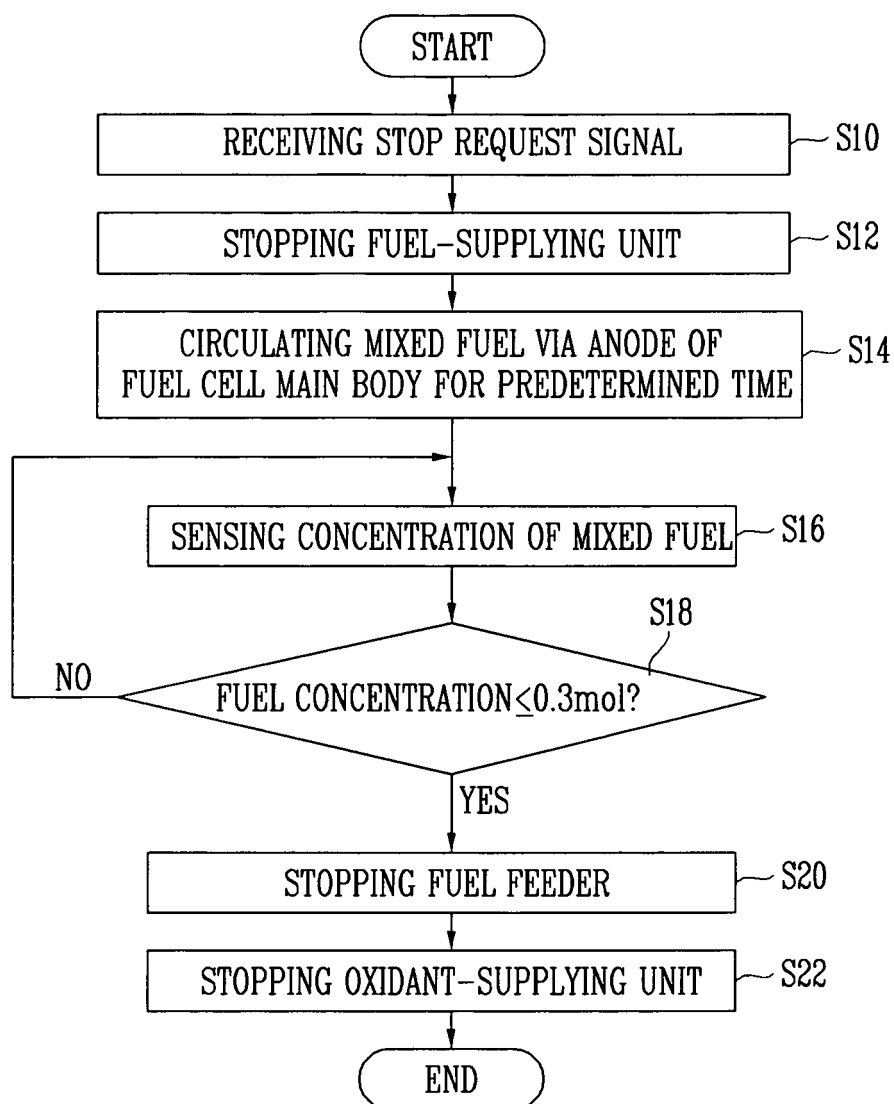 START
RECEIVING STOP REQUEST SIGNAL
S10
STOPPING FUEL-SUPPLYING UNIT
S12
CIRCULATING MIXED FUEL VIA ANODE OF
FUEL CELL MAIN BODY FOR PREDETERMINED TIME
S14
SENSING CONCENTRATION OF MIXED FUEL
S16
S18
NO
FUEL CONCENTRATION≤0.3mol?
YES
STOPPING FUEL FEEDER
S20
STOPPING OXIDANT-SUPPLYING UNIT
S22
END